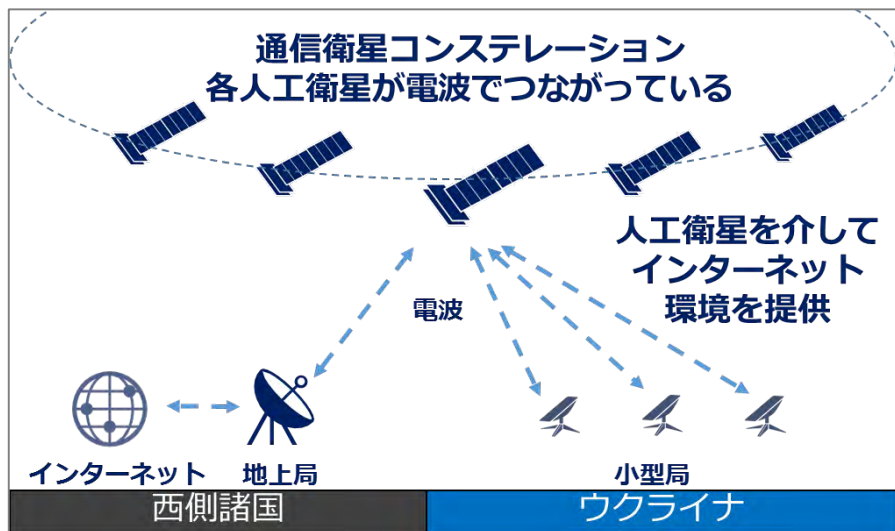 通信衛星コンステレーション
各人工衛星が電波でつながっている
人工衛星を介して
インターネット
環境を提供
電波
インターネット
地上局
小型局
西側諸国
ウクライナ